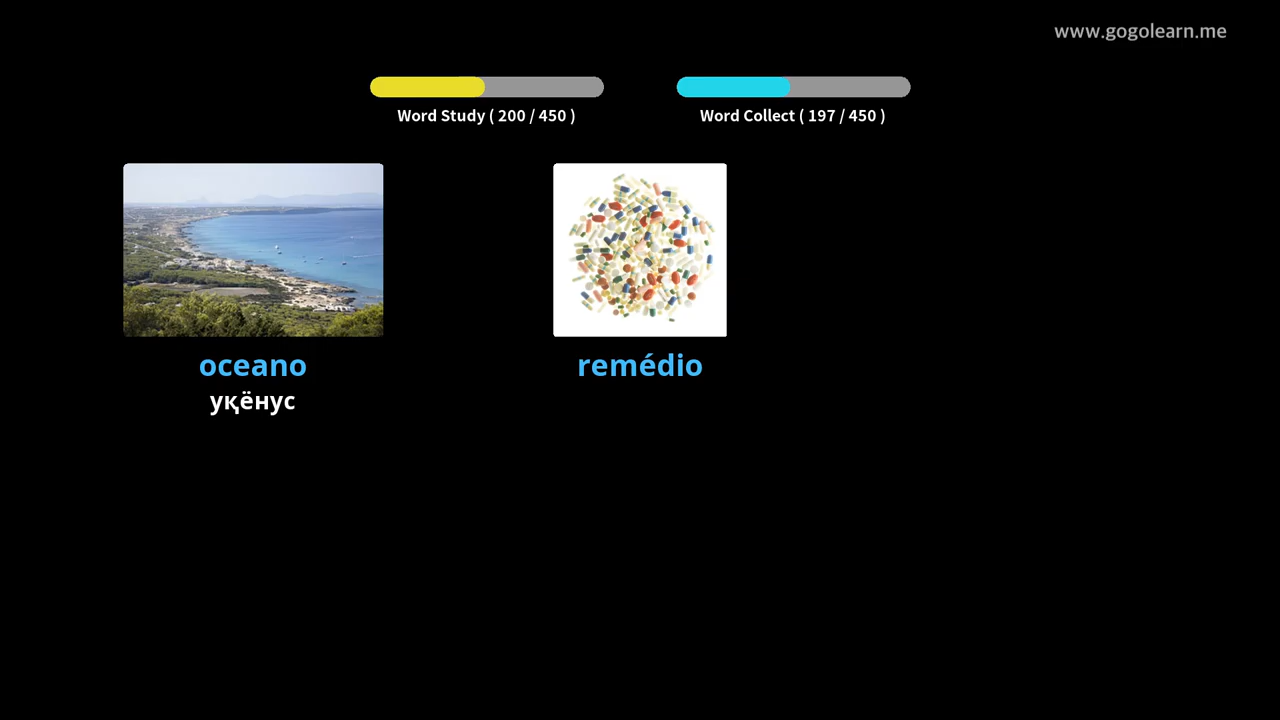 www.gogolearn.me
Word Study ( 200 / 450 )
Word Collect ( 197 / 450 )
oceano
уқёнус
remédio